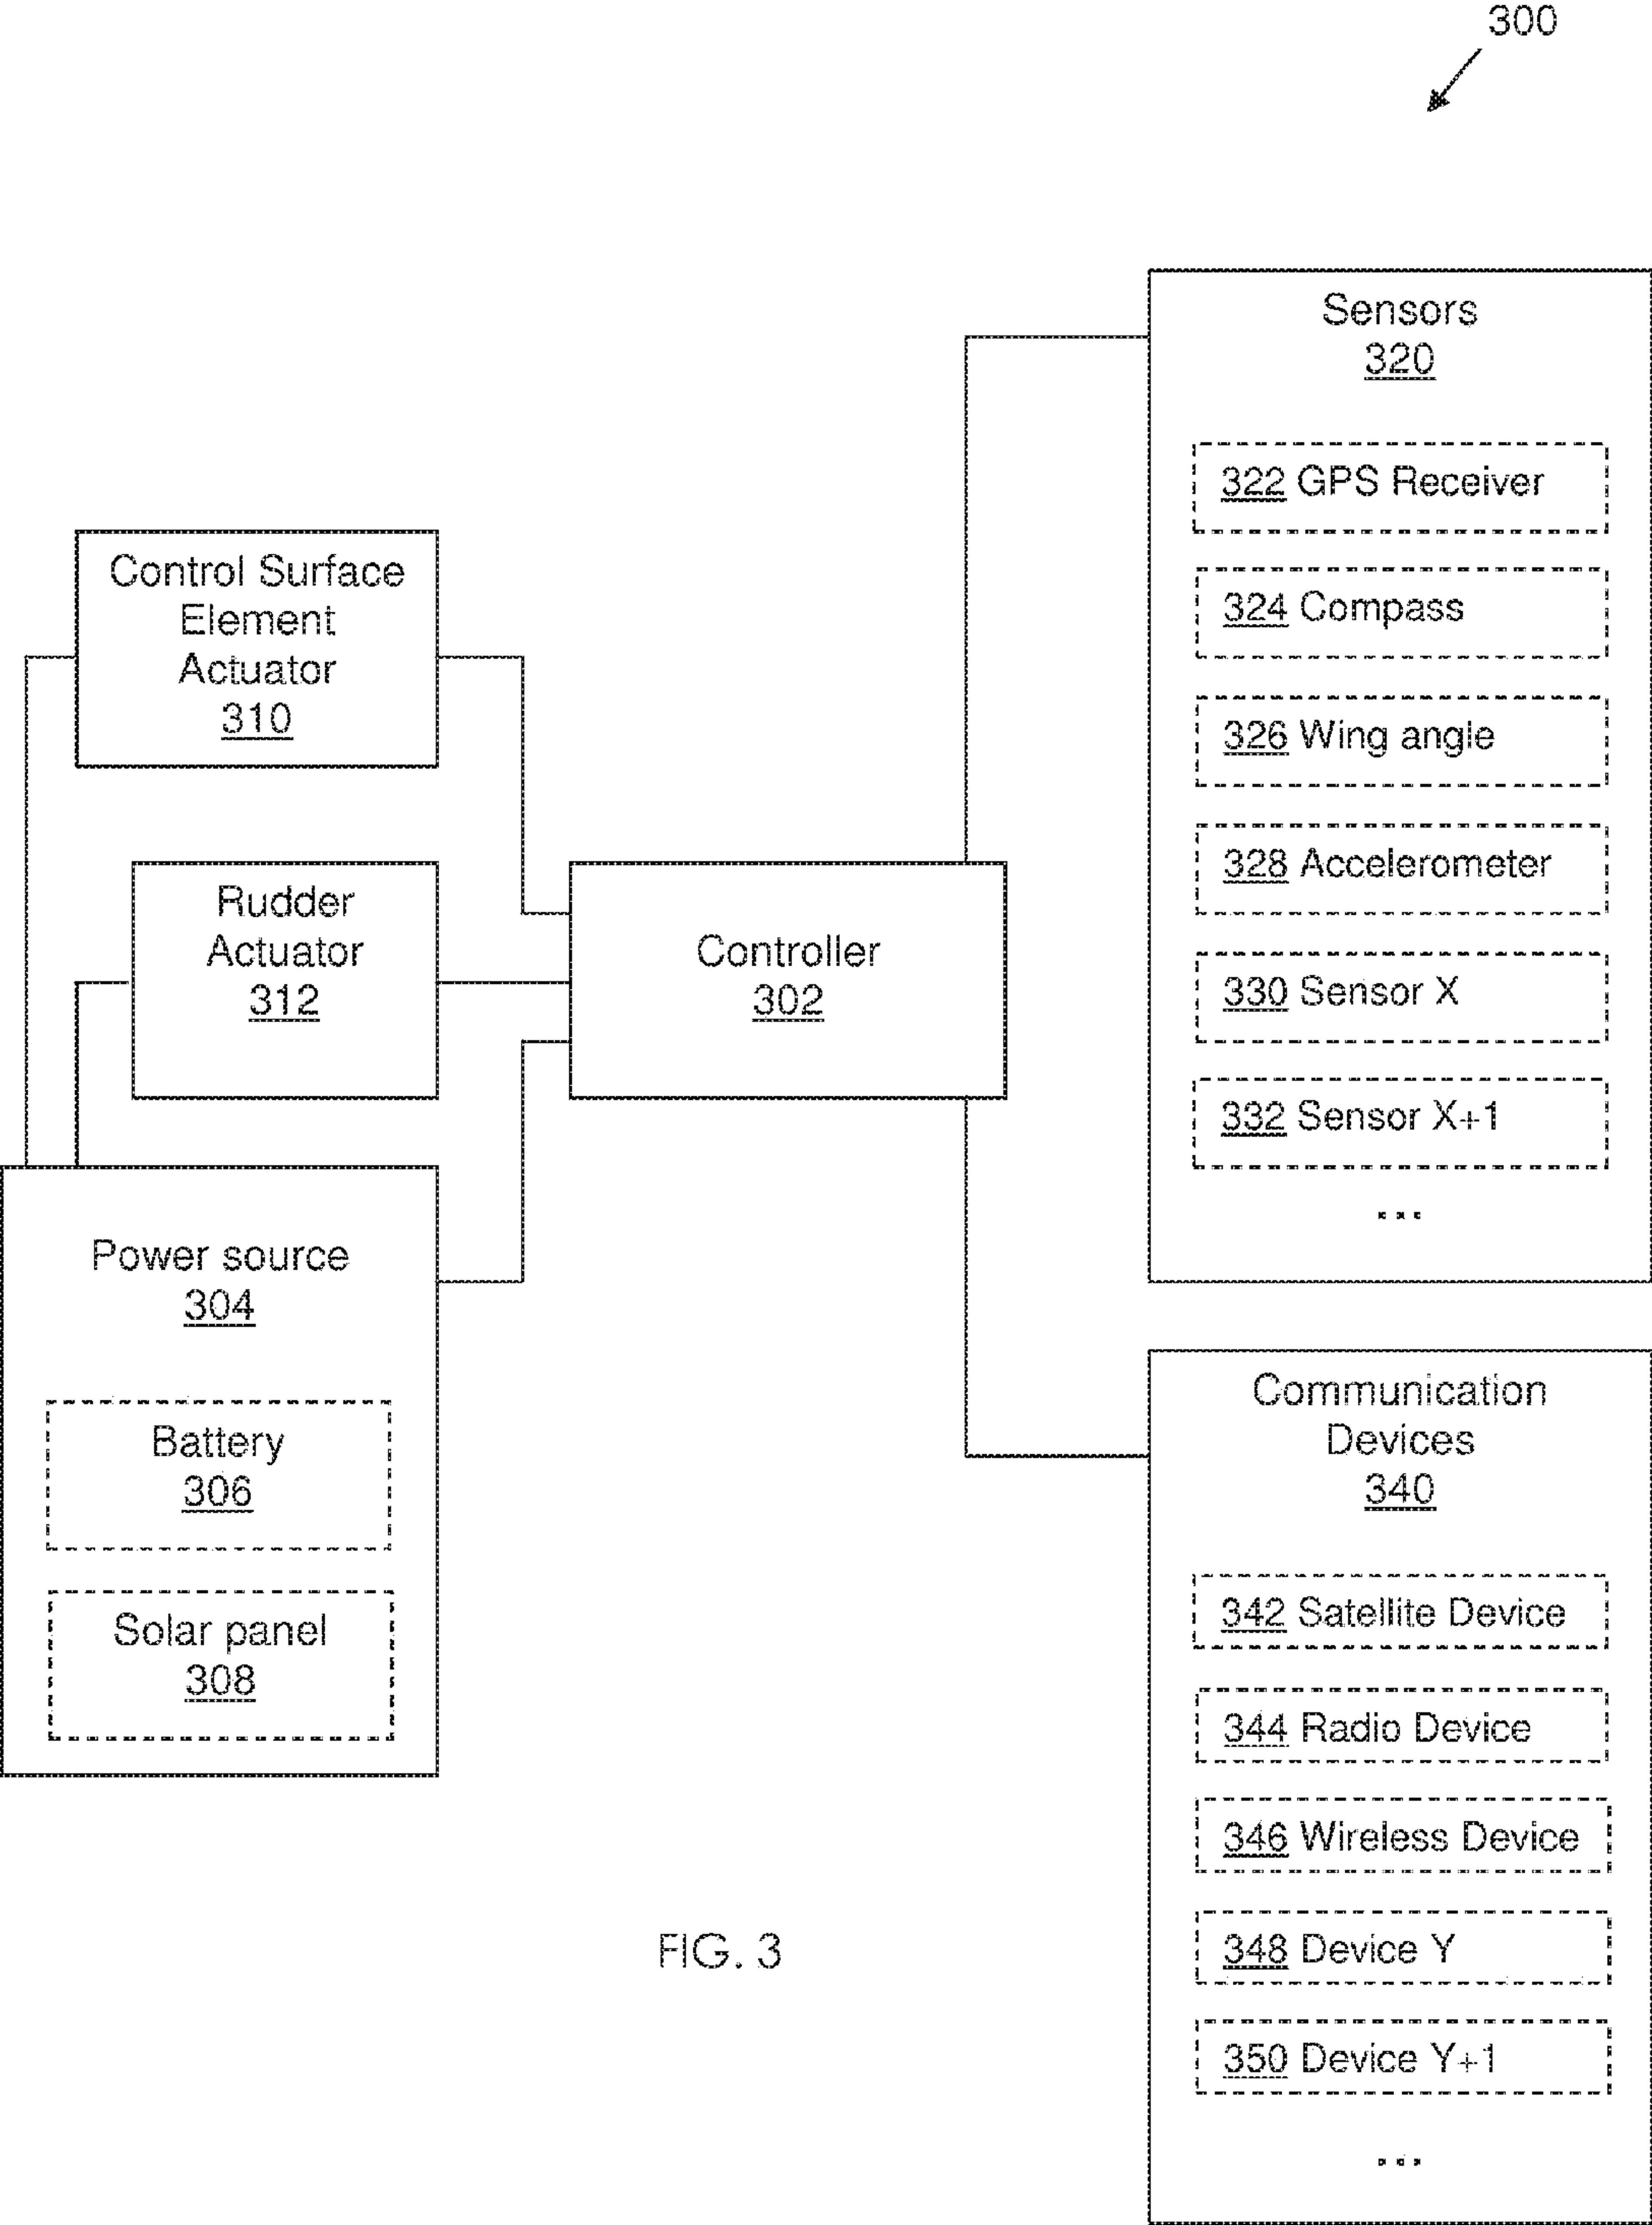 300
Sensors
320
322 GPS Receiver
324 Compass
326 Wing angle
328 Accelerometer
330 Sensor X
332 Sensor X+1
...
Control Surface
Element
Actuator
310
Rudder
Actuator
312
Controller
302
Power source
304
Battery
306
Solar panel
308
Communication
Devices
340
342 Satellite Device
344 Radio Device
346 Wireless Device
348 Device Y
350 Device Y+1
...
FIG. 3